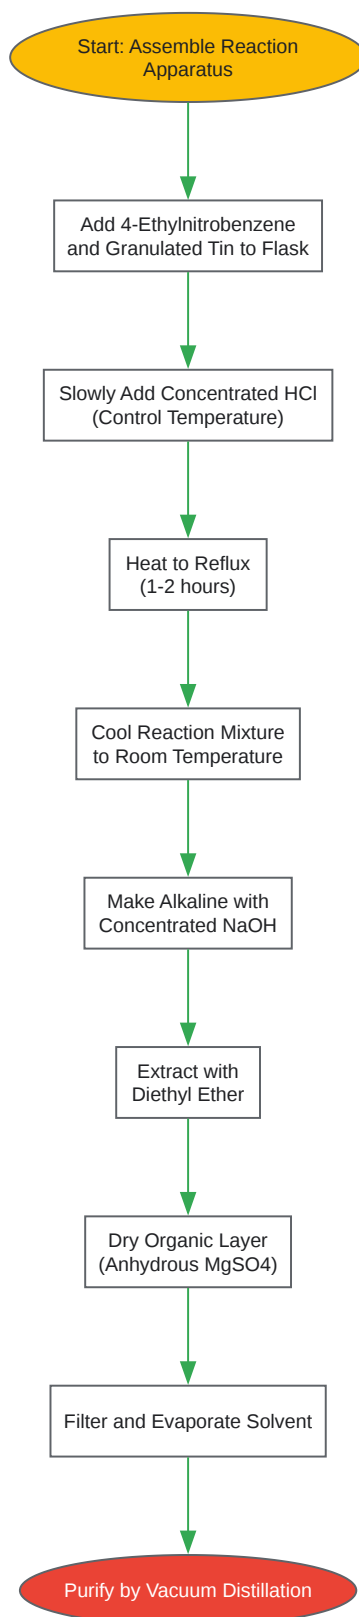 Start: Assemble Reaction
Apparatus
Add 4-Ethylnitrobenzene
and Granulated Tin to Flask
Slowly Add Concentrated HCl
(Control Temperature)
Heat to Reflux
(1-2 hours)
Cool Reaction Mixture
to Room Temperature
Make Alkaline with
Concentrated NaOH
Extract with
Diethyl Ether
Dry Organic Layer
(Anhydrous MgSO4)
Filter and Evaporate Solvent
Purify by Vacuum Distillation